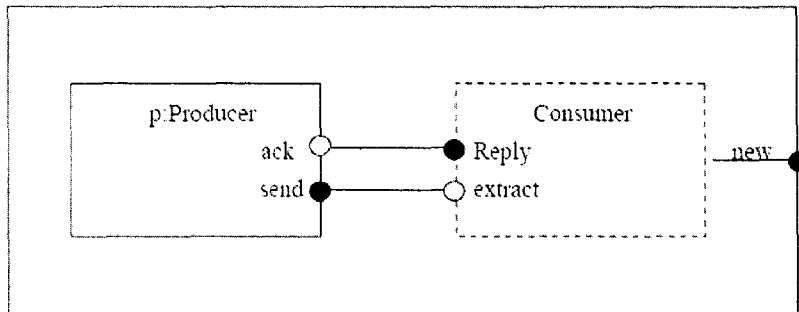 p:Producer
Consumer
ack
Reply
new
send
extract